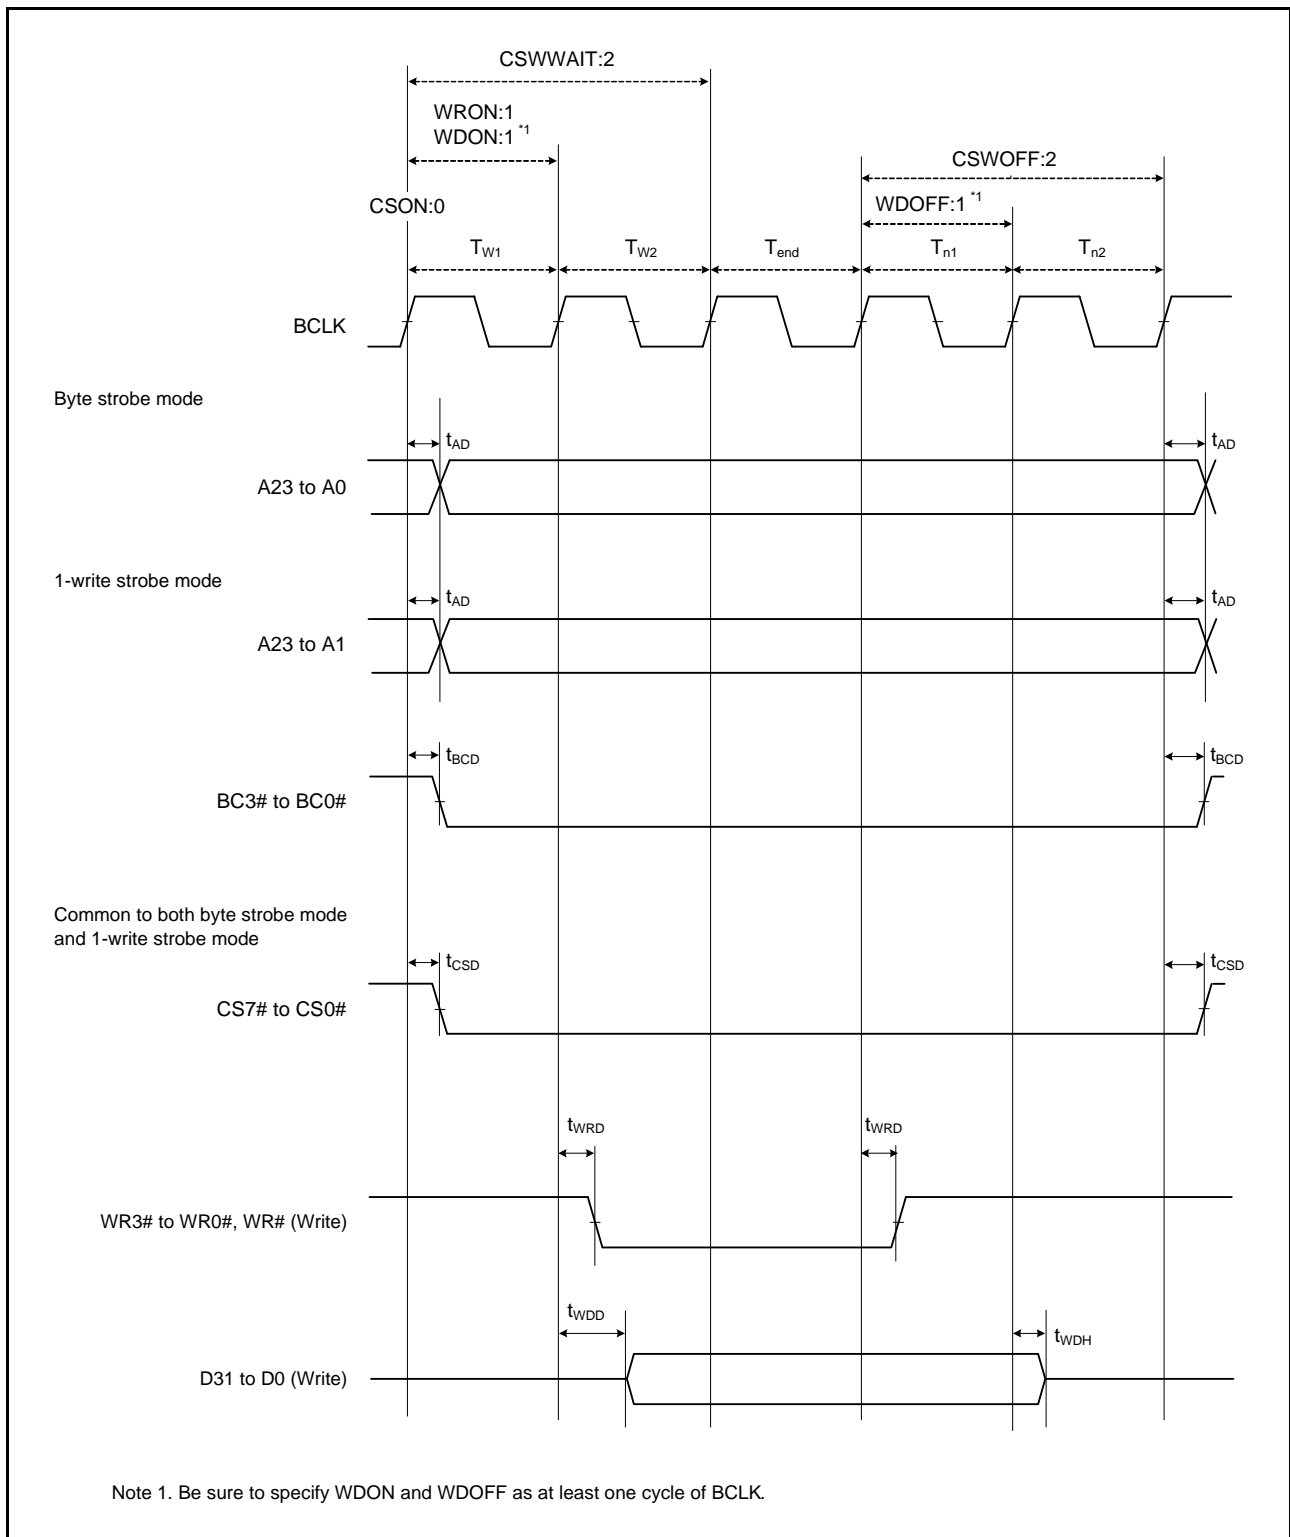 CSWWAIT:2
WRON:1
WDON:1 *1
CSWOFF:2
CSON:0
WDOFF:1 *1
TW1 TW2 Tend Tn1 Tn2
BCLK
Byte strobe mode
tAD tAD
A23 to A0
1-write strobe mode
tAD tAD
A23 to A1
tBCD tBCD
BC3# to BC0#
Common to both byte strobe mode
and 1-write strobe mode
tCSD tCSD
CS7# to CS0#
tWRD tWRD
WR3# to WR0#, WR# (Write)
tWDD tWDH
D31 to D0 (Write)
Note 1. Be sure to specify WDON and WDOFF as at least one cycle of BCLK.